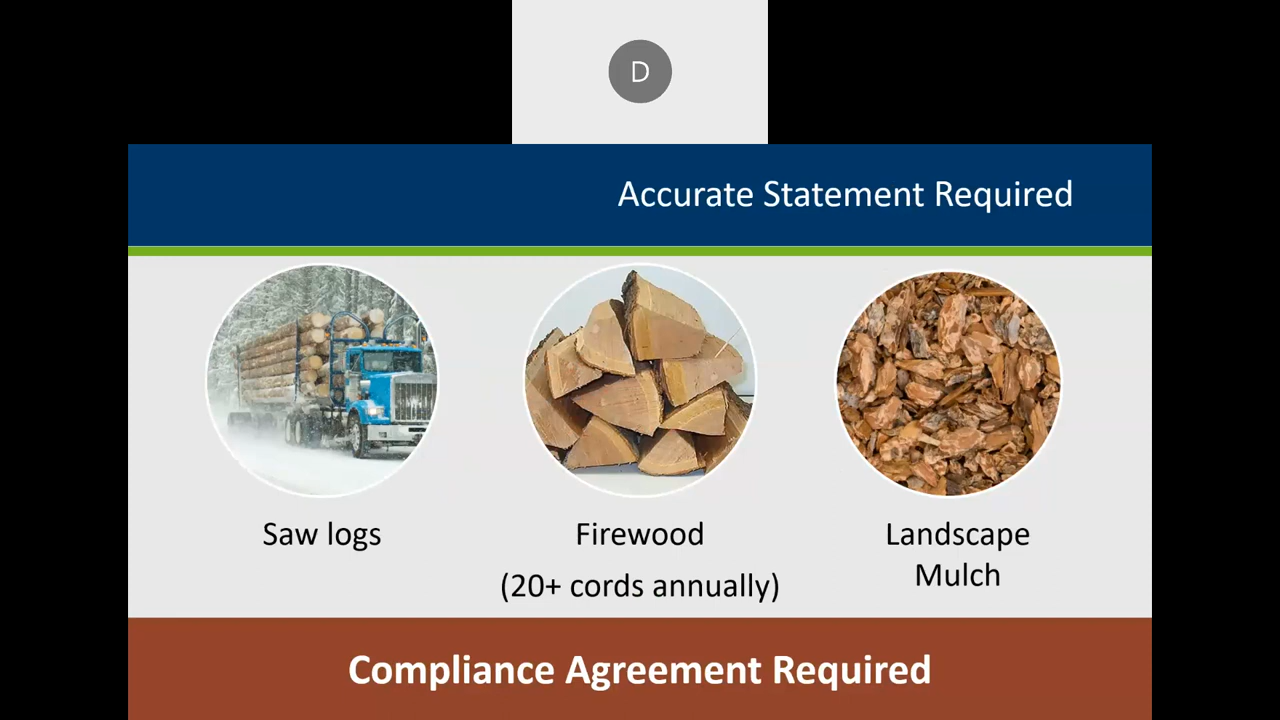 D
Accurate Statement Required
Saw logs
Firewood
(20+ cords annually)
Landscape
Mulch
Compliance Agreement Required